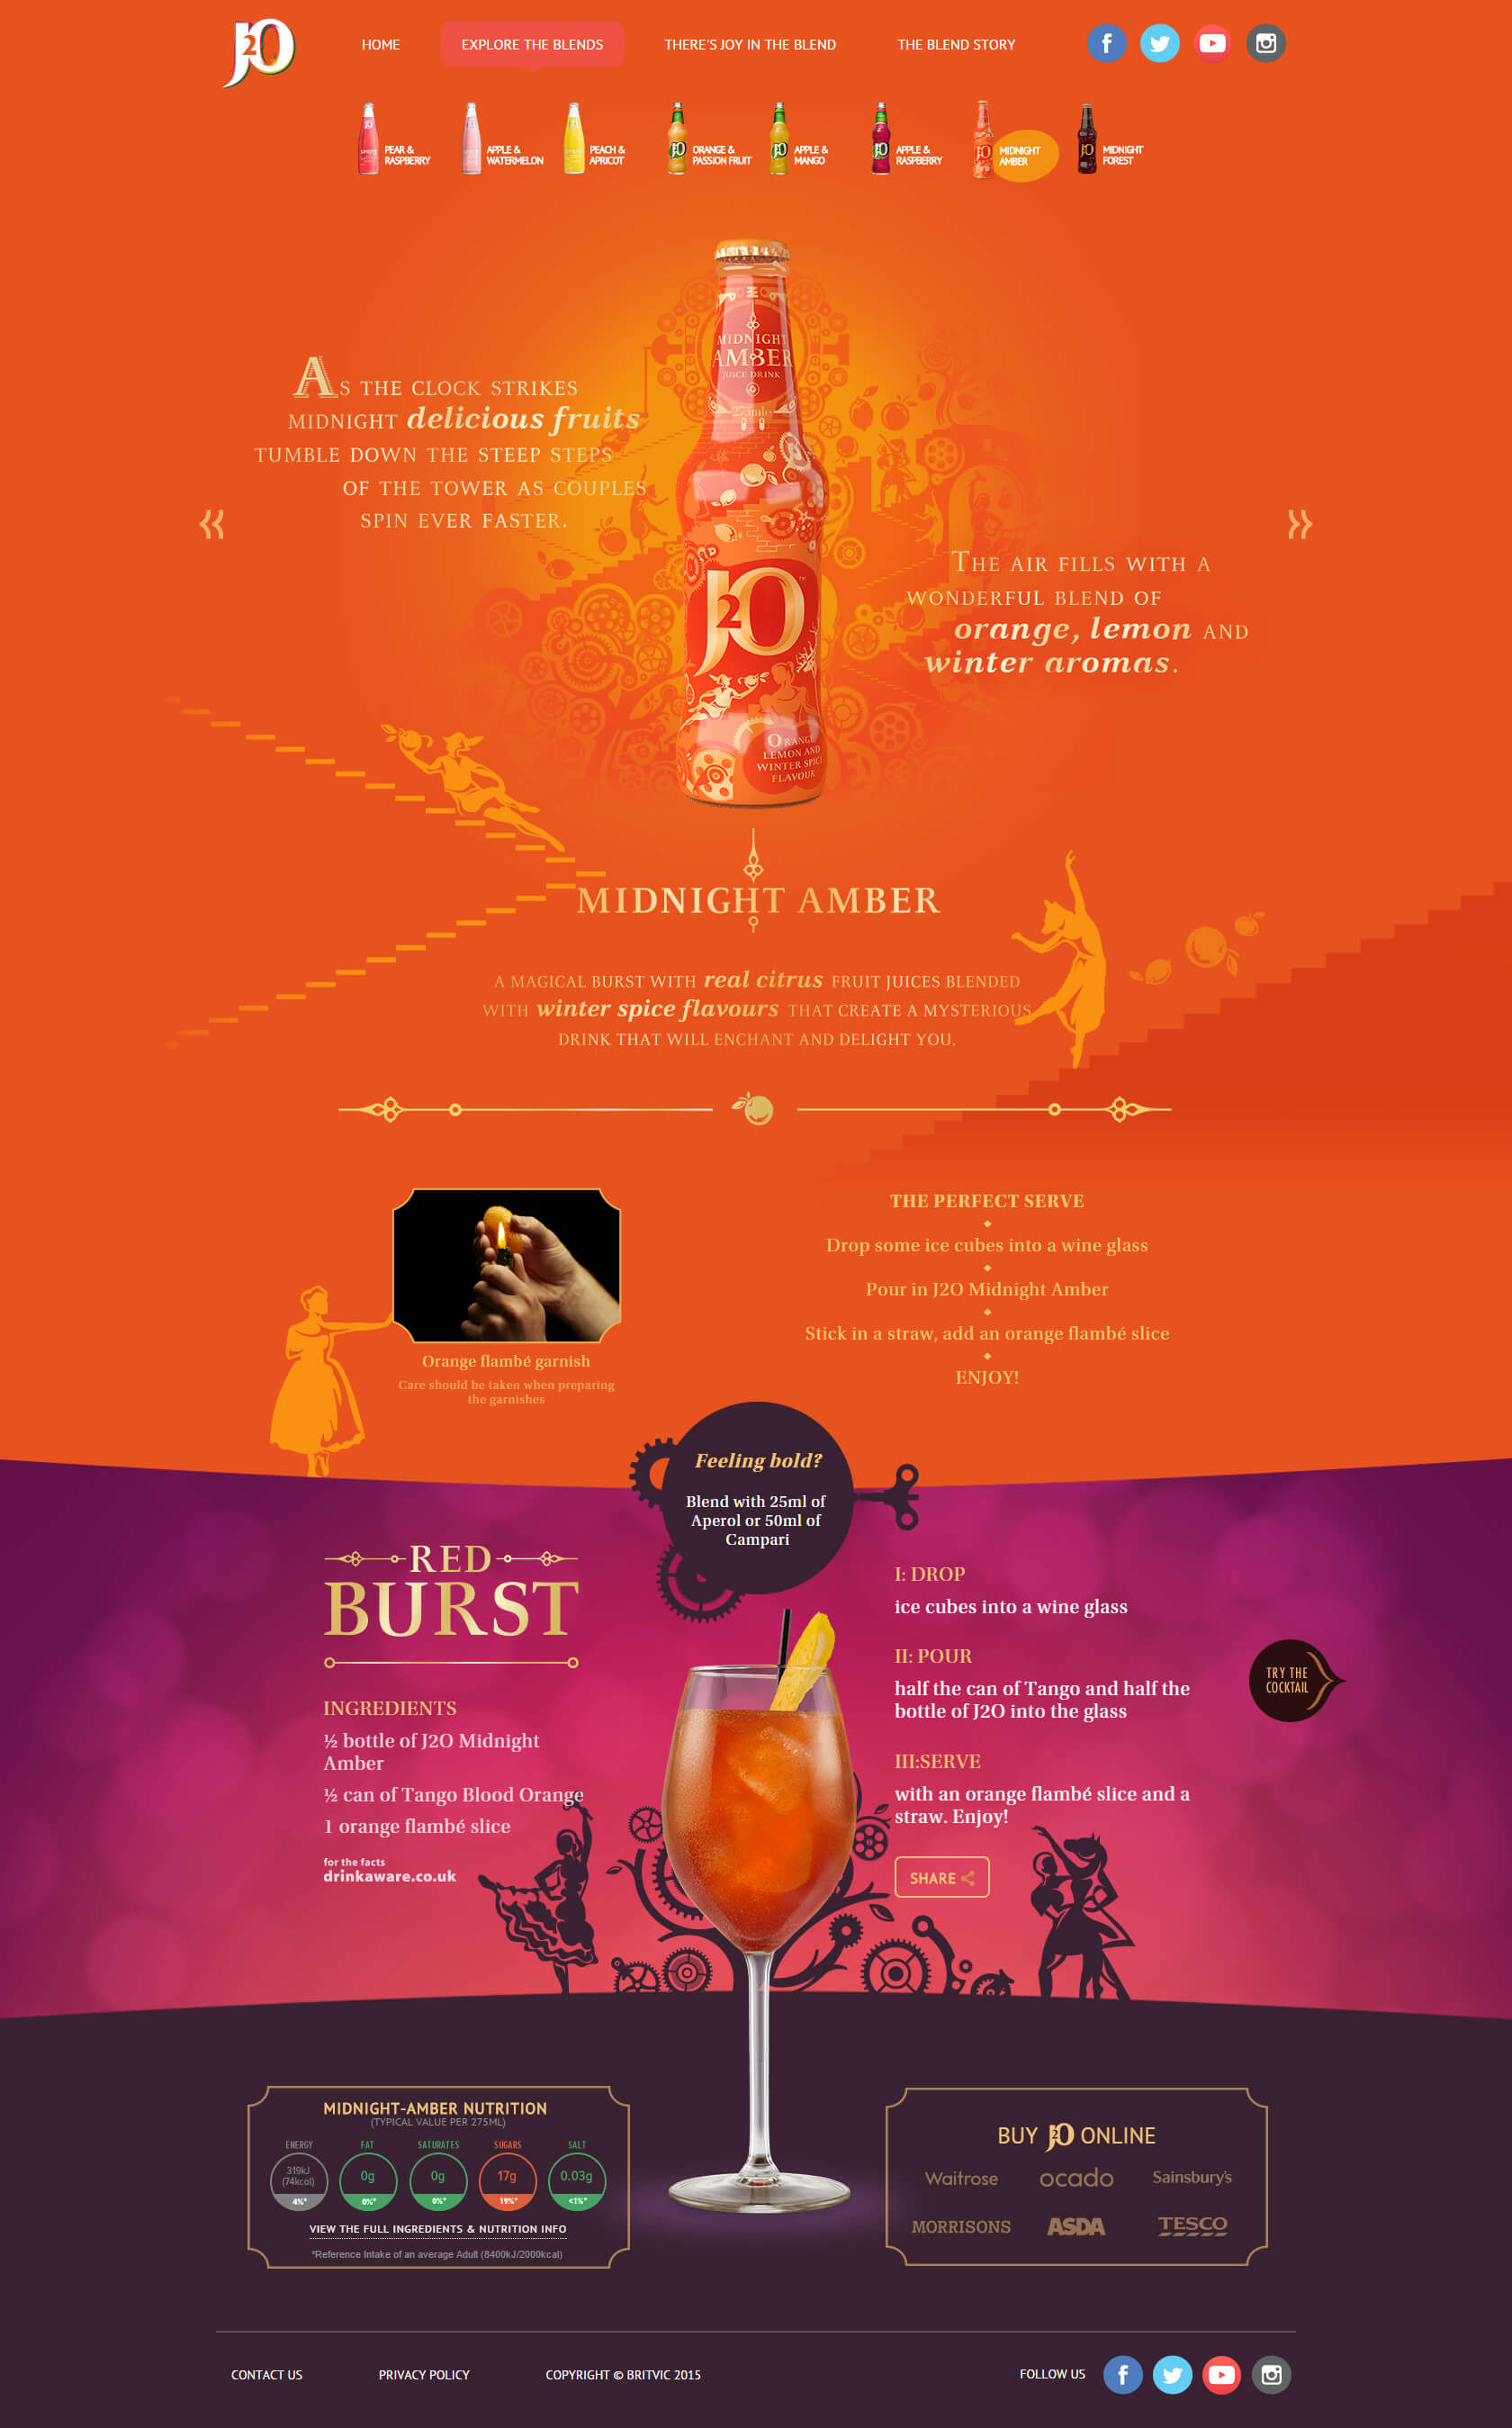 J2O
HOME
EXPLORE THE BLENDS
THERE'S JOY IN THE BLEND
THE BLEND STORY
PEAR &
RASPBERRY
APPLE &
WATERMELON
PEACH &
APRICOT
ORANGE &
PASSION FRUIT
APPLE &
MANGO
APPLE &
RASPBERRY
MIDNIGHT
AMBER
MIDNIGHT
FOREST
MIDNIGHT
AMBER
JUICE DRINK
275ml e
J2O™
ORANGE
LEMON AND
WINTER SPICE
FLAVOUR
AS THE CLOCK STRIKES
MIDNIGHT delicious fruits
TUMBLE DOWN THE STEEP STEPS
OF THE TOWER AS COUPLES
SPIN EVER FASTER.
THE AIR FILLS WITH A
WONDERFUL BLEND OF
orange, lemon AND
winter aromas.
MIDNIGHT AMBER
A MAGICAL BURST WITH real citrus FRUIT JUICES BLENDED
WITH winter spice flavours THAT CREATE A MYSTERIOUS
DRINK THAT WILL ENCHANT AND DELIGHT YOU.
Orange flambé garnish
Care should be taken when preparing
the garnishes
THE PERFECT SERVE
Drop some ice cubes into a wine glass
Pour in J2O Midnight Amber
Stick in a straw, add an orange flambé slice
ENJOY!
Feeling bold?
Blend with 25ml of
Aperol or 50ml of
Campari
RED
BURST
INGREDIENTS
½ bottle of J2O Midnight
Amber
½ can of Tango Blood Orange
1 orange flambé slice
for the facts
drinkaware.co.uk
I: DROP
ice cubes into a wine glass
II: POUR
half the can of Tango and half the
bottle of J2O into the glass
III:SERVE
with an orange flambé slice and a
straw. Enjoy!
SHARE
TRY THE
COCKTAIL
MIDNIGHT-AMBER NUTRITION
(TYPICAL VALUE PER 275ML)
ENERGY
319kJ
(74kcal)
4%*
FAT
0g
0%*
SATURATES
0g
0%*
SUGARS
17g
19%*
SALT
0.03g
<1%*
VIEW THE FULL INGREDIENTS & NUTRITION INFO
*Reference Intake of an average Adult (8400kJ/2000kcal)
BUY J2O ONLINE
Waitrose
ocado
Sainsbury's
MORRISONS
ASDA
TESCO
CONTACT US
PRIVACY POLICY
COPYRIGHT © BRITVIC 2015
FOLLOW US